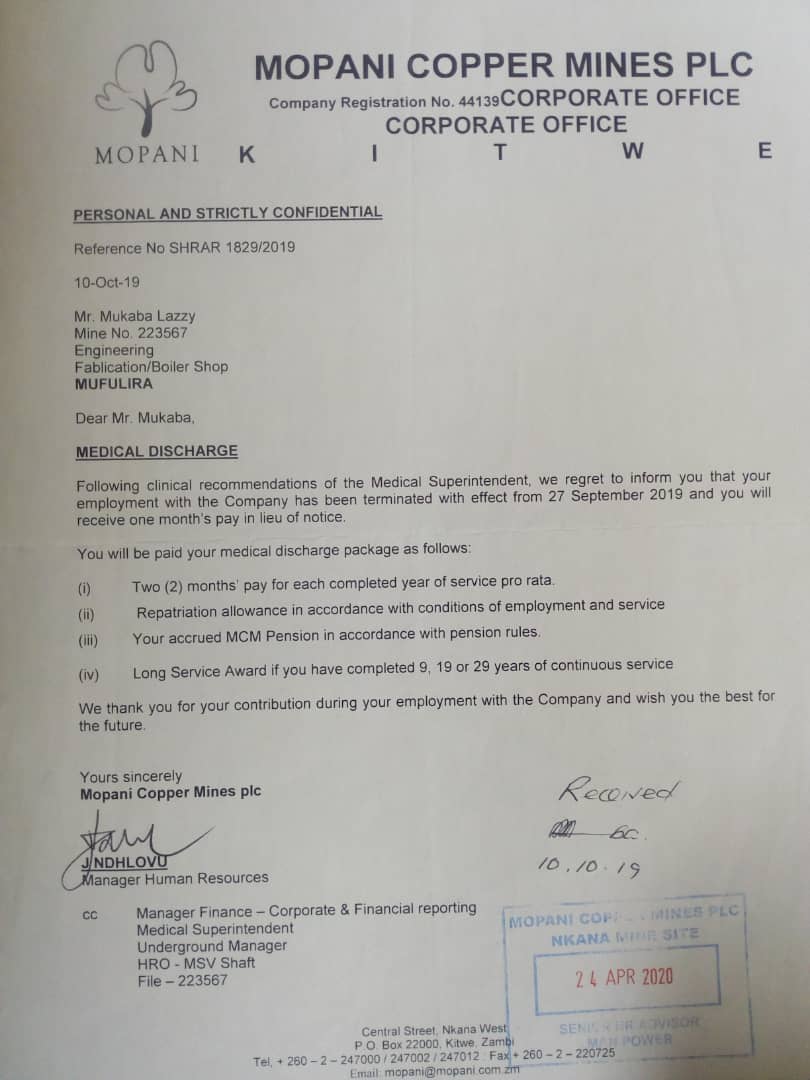 MOPANI
MOPANI COPPER MINES PLC
Company Registration No. 44139CORPORATE OFFICE
CORPORATE OFFICE
K I T W E
PERSONAL AND STRICTLY CONFIDENTIAL
Reference No SHRAR 1829/2019
10-Oct-19
Mr. Mukaba Lazzy
Mine No. 223567
Engineering
Fablication/Boiler Shop
MUFULIRA
Dear Mr. Mukaba,
MEDICAL DISCHARGE
Following clinical recommendations of the Medical Superintendent, we regret to inform you that your
employment with the Company has been terminated with effect from 27 September 2019 and you will
receive one month's pay in lieu of notice.
You will be paid your medical discharge package as follows:
(i) Two (2) months' pay for each completed year of service pro rata.
(ii) Repatriation allowance in accordance with conditions of employment and service
(iii) Your accrued MCM Pension in accordance with pension rules.
(iv) Long Service Award if you have completed 9, 19 or 29 years of continuous service
We thank you for your contribution during your employment with the Company and wish you the best for
the future.
Yours sincerely
Mopani Copper Mines plc
J NDHLOVU
Manager Human Resources
Received
10.10.19
cc Manager Finance – Corporate & Financial reporting
Medical Superintendent
Underground Manager
HRO - MSV Shaft
File – 223567
MOPANI COPPER MINES PLC
NKANA MINE SITE
24 APR 2020
SENIOR HR ADVISOR
MAN POWER
Central Street, Nkana West
P.O. Box 22000, Kitwe, Zambi
Tel, + 260 – 2 – 247000 / 247002 / 247012 : Fax + 260 – 2 – 220725
Email: mopani@mopani.com.zm